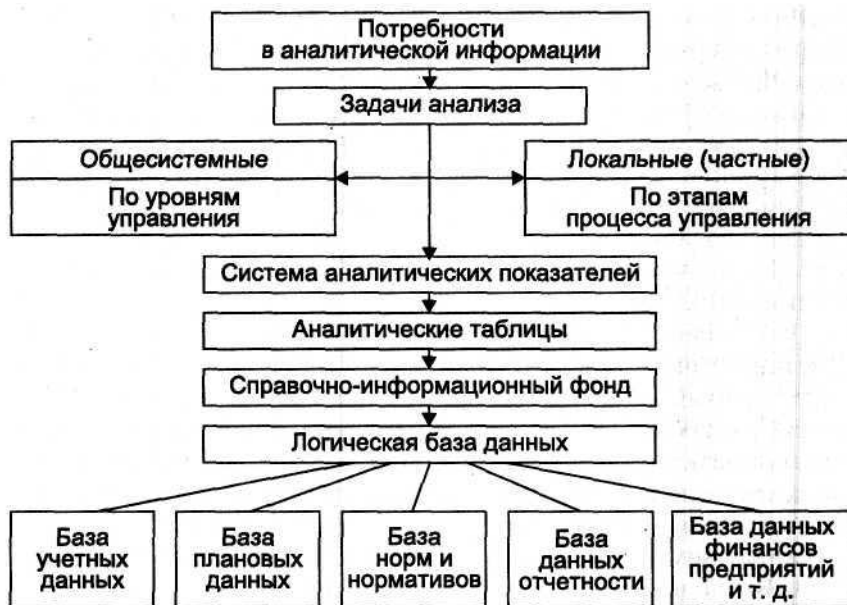 Потребности
в аналитической информации
Задачи анализа
Общесистемные
По уровням
управления
Локальные (частные)
По этапам
процесса управления
Система аналитических показателей
Аналитические таблицы
Справочно-информационный фонд
Логическая база данных
База
учетных
данных
База
плановых
данных
База
норм и
нормативов
База
данных
отчетности
База данных
финансов
предприятий
и т. д.